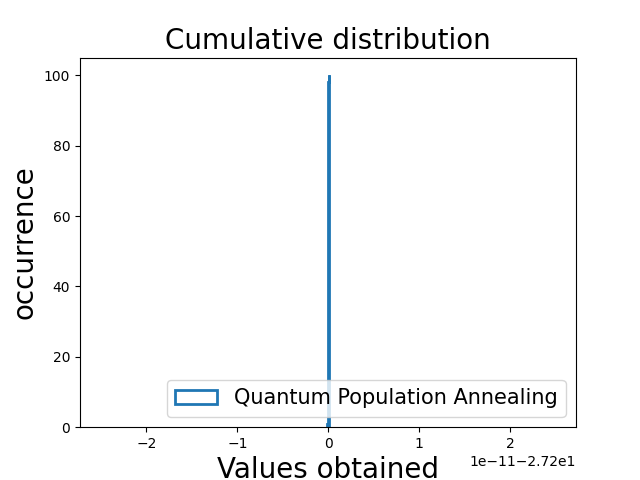 Cumulative distribution
100
80
60
40
20
0
occurrence
Quantum Population Annealing
−2
−1
0
1
2
1e−11−2.72e1
Values obtained